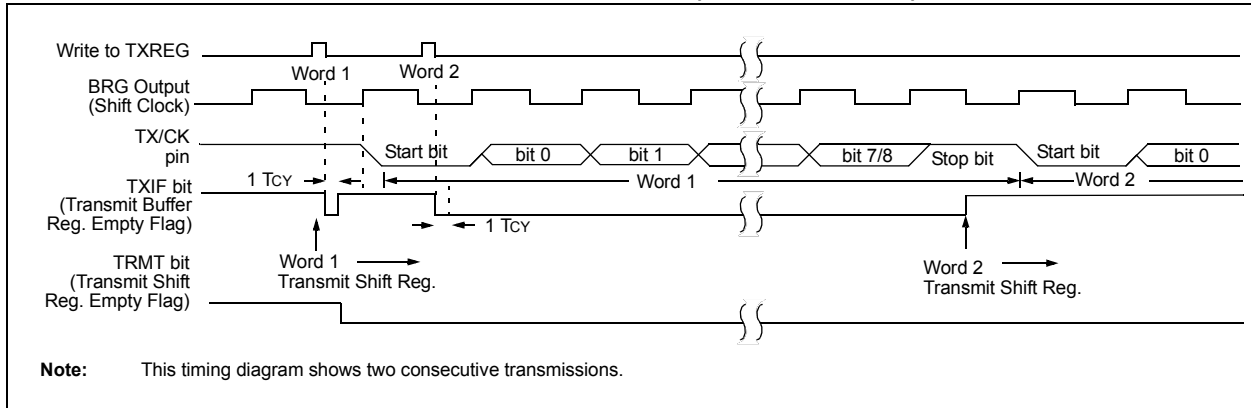 Write to TXREG
Word 1 Word 2
BRG Output
(Shift Clock)
TX/CK
pin
Start bit bit 0 bit 1 bit 7/8 Stop bit Start bit bit 0
1 TCY Word 1 Word 2
TXIF bit
(Transmit Buffer
Reg. Empty Flag)
1 TCY
TRMT bit
(Transmit Shift
Reg. Empty Flag)
Word 1
Transmit Shift Reg.
Word 2
Transmit Shift Reg.
Note: This timing diagram shows two consecutive transmissions.